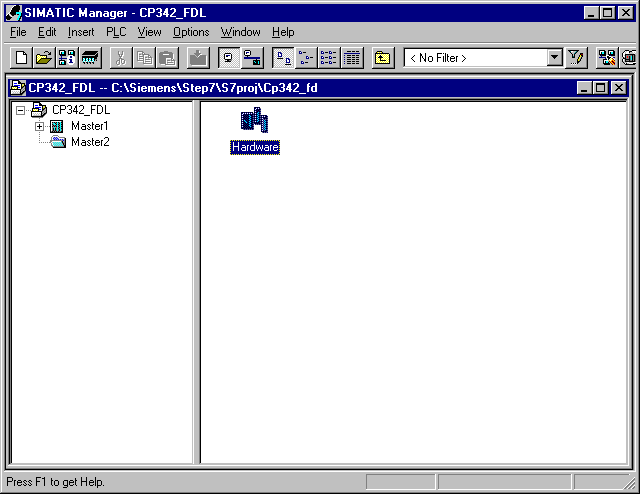 SIMATIC Manager - CP342_FDL
File Edit Insert PLC View Options Window Help
< No Filter >
CP342_FDL -- C:\Siemens\Step7\S7proj\Cp342_fd
CP342_FDL
Master1
Master2
Hardware
Press F1 to get Help.